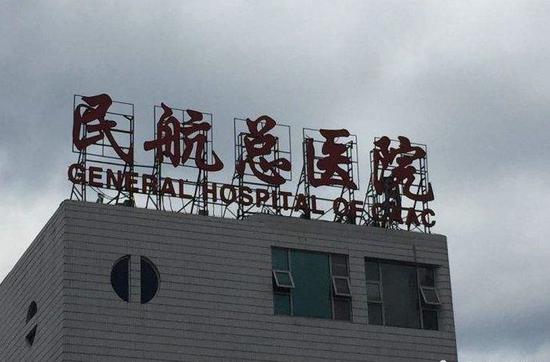 民航总医院
GENERAL HOSPITAL OF CAAC